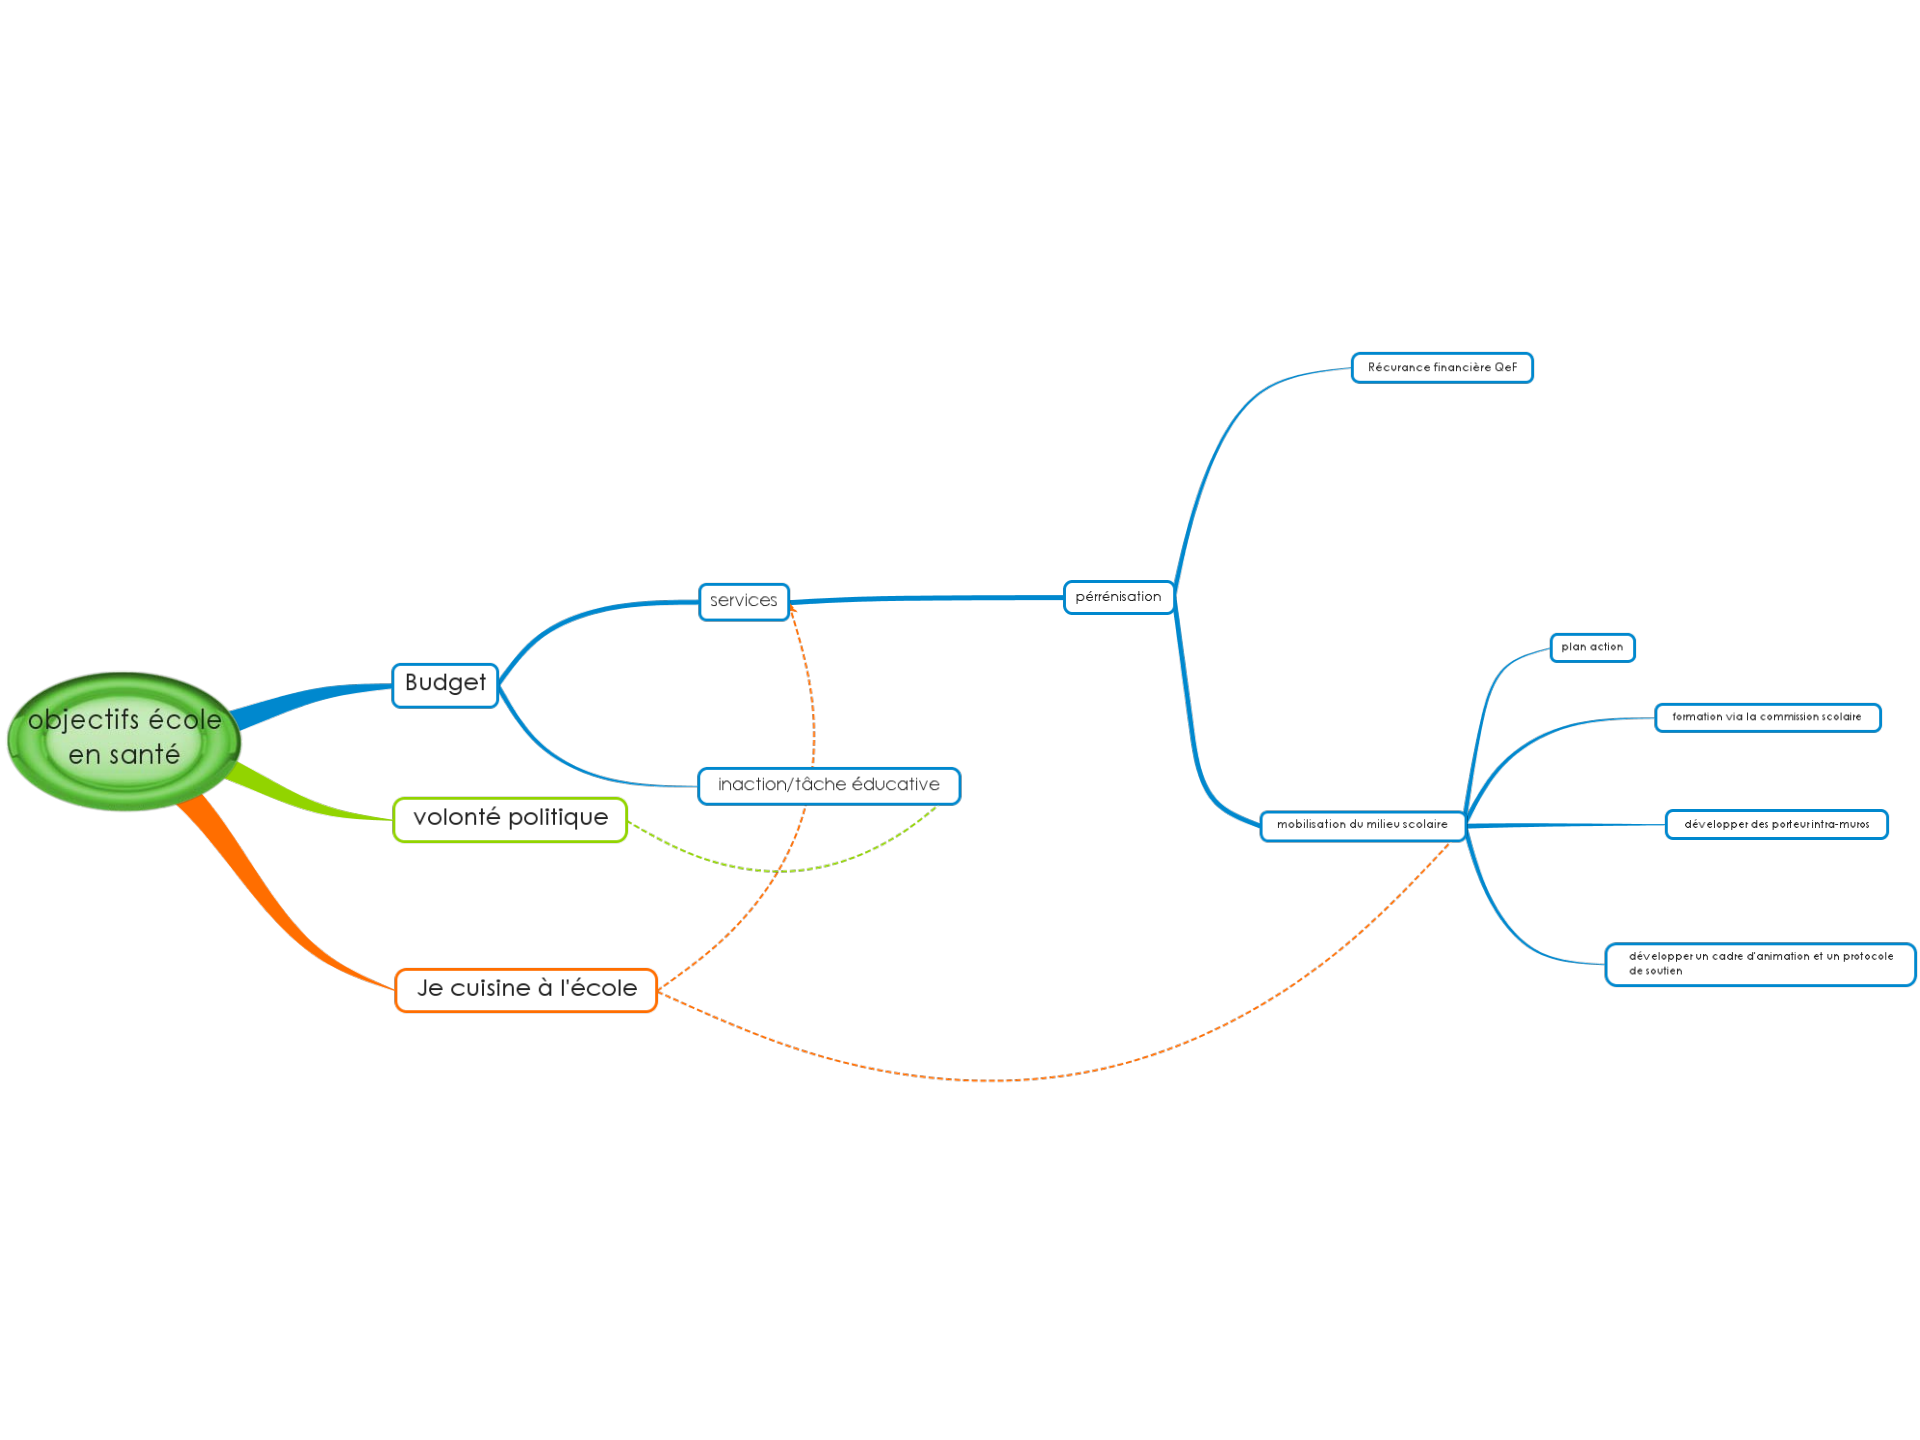 objectifs école
en santé
Budget
services
pérrénisation
Récurance financière QeF
mobilisation du milieu scolaire
plan action
formation via la commission scolaire
développer des porteur intra-muros
développer un cadre d'animation et un protocole
de soutien
inaction/tâche éducative
volonté politique
Je cuisine à l'école